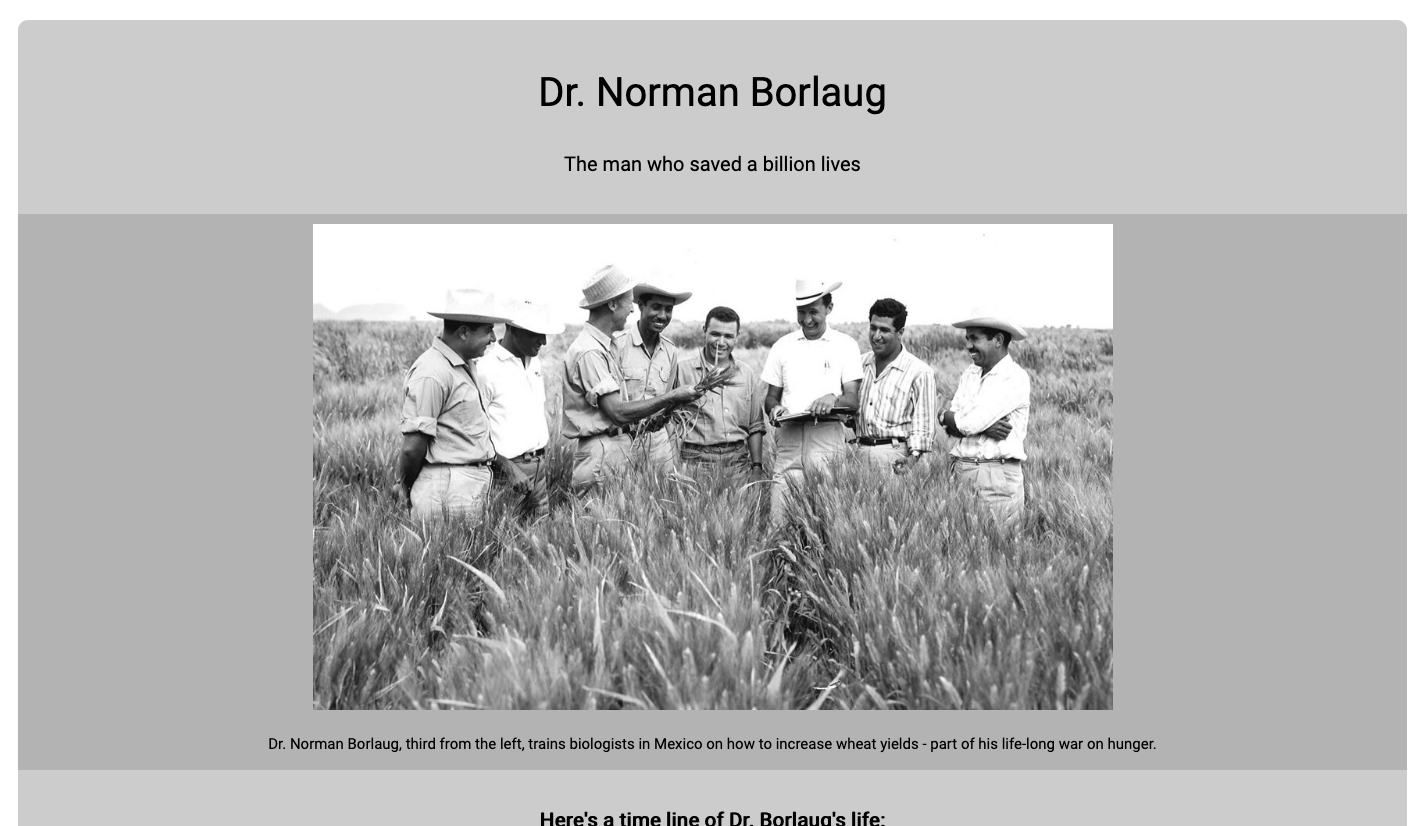 Dr. Norman Borlaug
The man who saved a billion lives
Dr. Norman Borlaug, third from the left, trains biologists in Mexico on how to increase wheat yields - part of his life-long war on hunger.
Here's a time line of Dr. Borlaug's life: